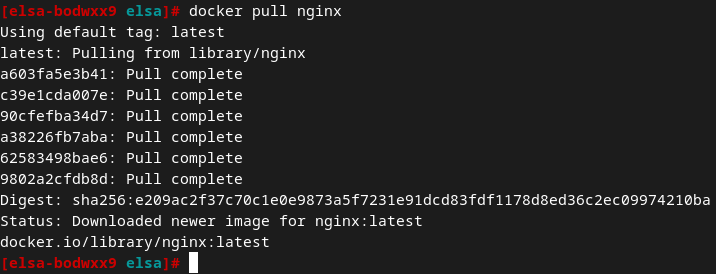 [elsa-bodwxx9 elsa]# docker pull nginx
Using default tag: latest
latest: Pulling from library/nginx
a603fa5e3b41: Pull complete
c39e1cda007e: Pull complete
90cfefba34d7: Pull complete
a38226fb7aba: Pull complete
62583498bae6: Pull complete
9802a2cfdb8d: Pull complete
Digest: sha256:e209ac2f37c70c1e0e9873a5f7231e91dcd83fdf1178d8ed36c2ec09974210ba
Status: Downloaded newer image for nginx:latest
docker.io/library/nginx:latest
[elsa-bodwxx9 elsa]#